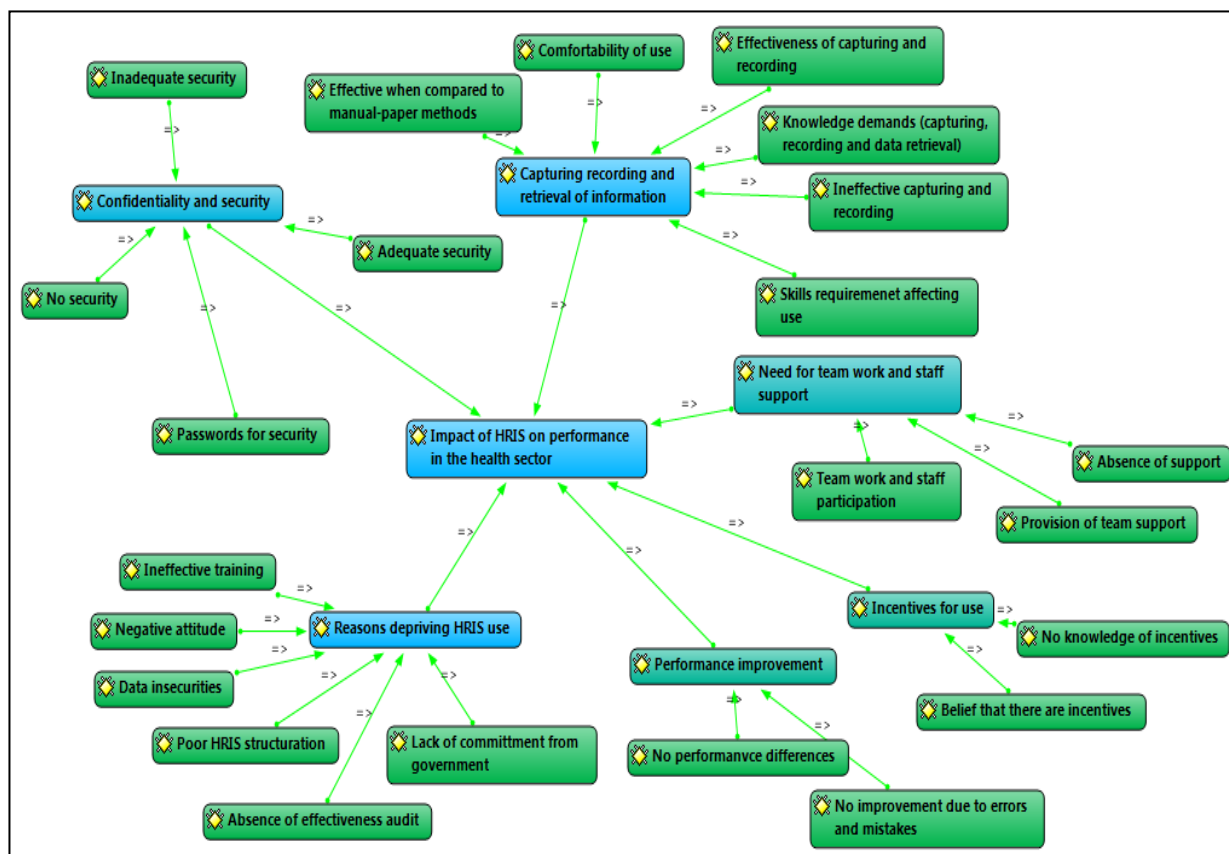 Comfortability of use
Effectiveness of capturing and
recording
Inadequate security
Effective when compared to
manual-paper methods
=>
=>
=>
=>
Knowledge demands (capturing,
recording and data retrieval)
=>
=>
Capturing recording and
retrieval of information
Ineffective capturing and
recording
=>
Confidentiality and security
=>
=>
Adequate security
=>
No security
Skills requiremenet affecting
use
=>
=>
=>
=>
Need for team work and staff
support
=>
Impact of HRIS on performance
in the health sector
Passwords for security
=>
=>
=>
Absence of support
Team work and staff
participation
Provision of team support
=>
=>
=>
Ineffective training
=>
Incentives for use
=>
No knowledge of incentives
Negative attitude
=>
Reasons depriving HRIS use
=>
Performance improvement
Data insecurities
=>
=>
Belief that there are incentives
=>
=>
=>
=>
Poor HRIS structuration
Lack of committment from
government
No performanvce differences
Absence of effectiveness audit
No improvement due to errors
and mistakes